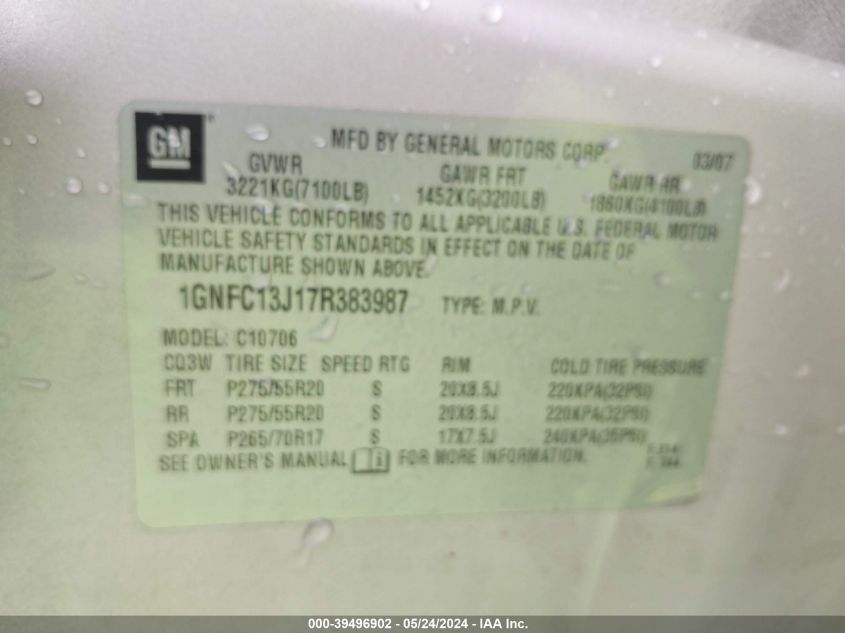 GM
MFD BY GENERAL MOTORS CORP. 03/07
GVWR GAWR FRT GAWR RR
3221KG(7100LB) 1452KG(3200LB) 1860KG(4100LB)
THIS VEHICLE CONFORMS TO ALL APPLICABLE U.S. FEDERAL MOTOR
VEHICLE SAFETY STANDARDS IN EFFECT ON THE DATE OF
MANUFACTURE SHOWN ABOVE.
1GNFC13J17R383987 TYPE: M.P.V.
MODEL: C10706
CQ3W TIRE SIZE SPEED RTG RIM COLD TIRE PRESSURE
FRT P275/55R20 S 20X8.5J 220KPA(32PSI)
RR P275/55R20 S 20X8.5J 220KPA(32PSI)
SPA P265/70R17 S 17X7.5J 240KPA(35PSI)
SEE OWNER'S MANUAL FOR MORE INFORMATION.
000-39496902 - 05/24/2024 - IAA Inc.